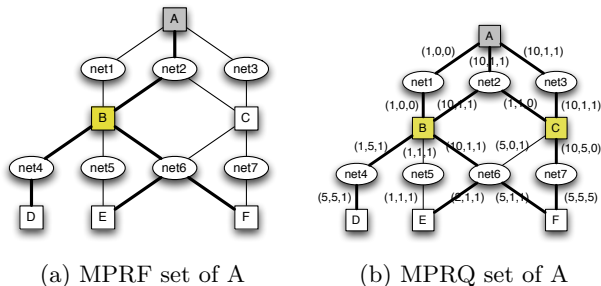 A
net1 net2 net3
B C
net4 net5 net6 net7
D E F
(a) MPRF set of A
A
(1,0,0) (10,1,1) (10,1,1)
net1 net2 net3
(1,0,0) (10,1,1) (1,1,0) (10,1,1)
B C
(1,5,1) (1,1,1) (10,1,1) (5,0,1) (10,5,0)
net4 net5 net6 net7
(5,5,1) (1,1,1) (2,1,1) (5,1,1) (5,5,5)
D E F
(b) MPRQ set of A